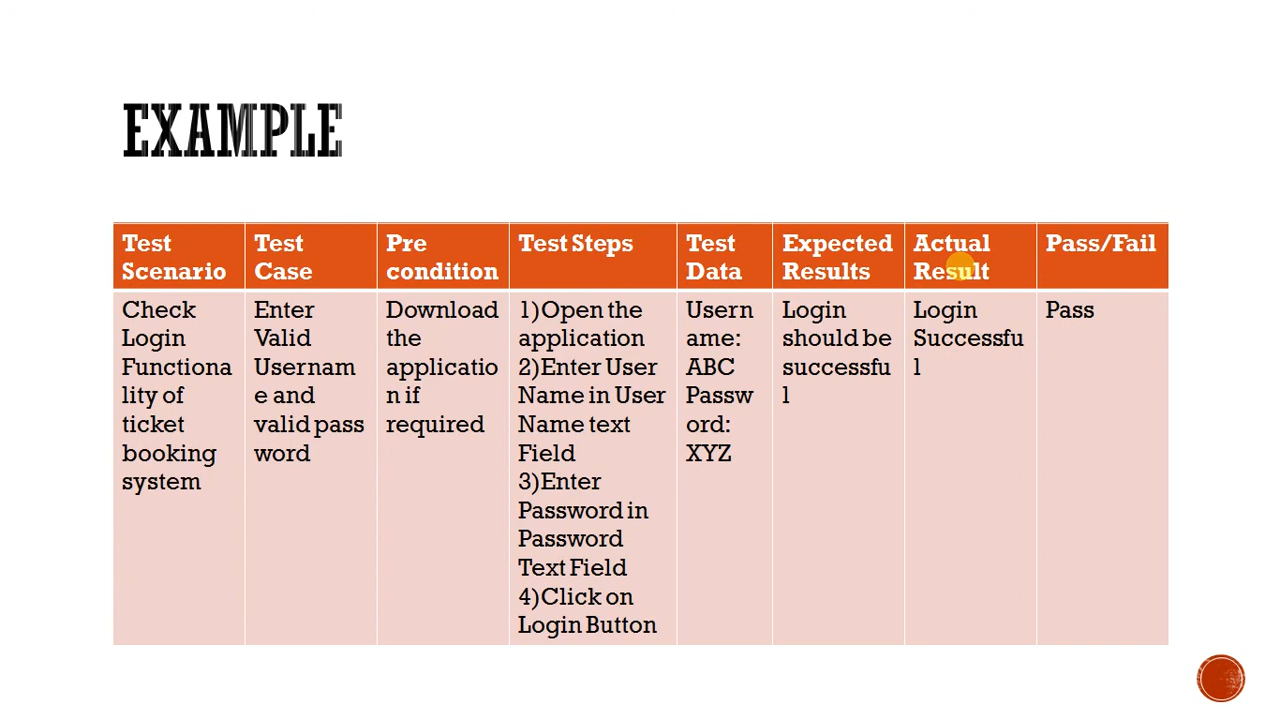 EXAMPLE
Test
Scenario
Test
Case
Pre
condition
Test Steps
Test
Data
Expected
Results
Actual
Result
Pass/Fail
Check
Login
Functiona
lity of
ticket
booking
system
Enter
Valid
Usernam
e and
valid pass
word
Download
the
applicatio
n if
required
1)Open the
application
2)Enter User
Name in User
Name text
Field
3)Enter
Password in
Password
Text Field
4)Click on
Login Button
Usern
ame:
ABC
Passw
ord:
XYZ
Login
should be
successfu
l
Login
Successfu
l
Pass